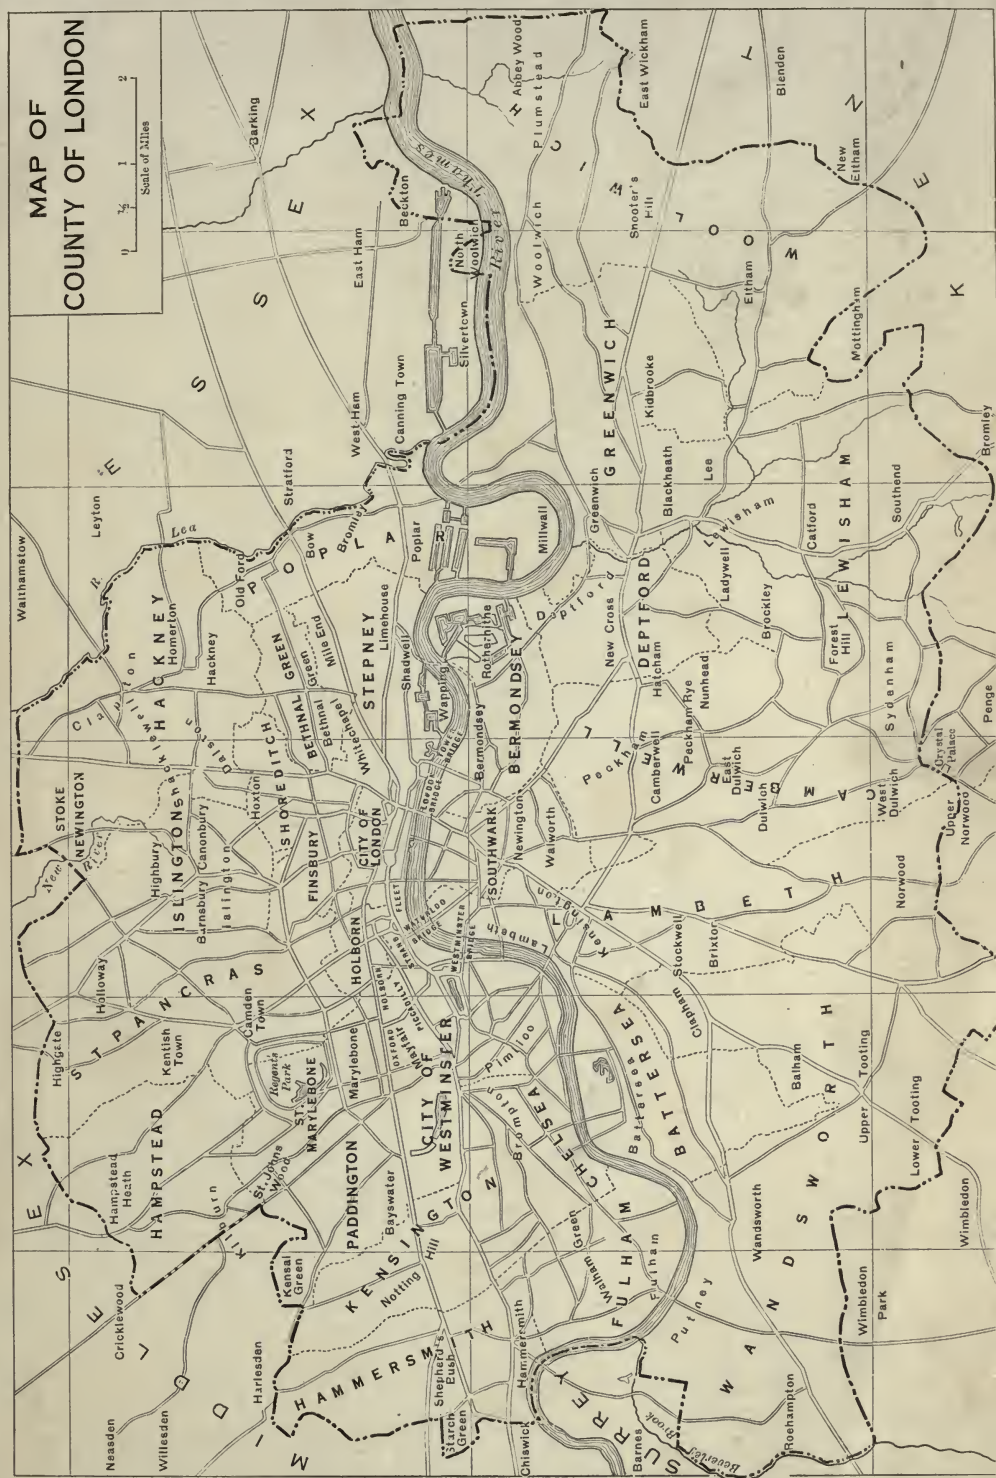 MAP OF
COUNTY OF LONDON
0 ½ 1 2
Scale of Miles
MIDDLESEX
ESSEX
KENT
SURREY
Walthamstow
Leyton
R. Lea
Barking
STOKE
NEWINGTON
New River
Clapton
HACKNEY
Homerton
Hackney
Shacklewell
Dalston
Highgate
Holloway
Highbury
ISLINGTON
Canonbury
Barnsbury
Islington
Hoxton
SHOREDITCH
Old Ford
Stratford
West Ham
East Ham
Beckton
ST PANCRAS
Kentish
Town
Camden
Town
Hampstead
Heath
HAMPSTEAD
Cricklewood
Neasden
Willesden
Harlesden
Kilburn
St. Johns
Wood
Regents
Park
ST.
MARYLEBONE
Marylebone
FINSBURY
HOLBORN
HOLBORN
CITY OF
LONDON
BETHNAL GREEN
Bethnal Green
Mile End
Whitechapel
STEPNEY
Limehouse
Shadwell
Wapping
POPLAR
Bow
Bromley
Poplar
Canning Town
Silvertown
North
Woolwich
River Thames
Kensal
Green
PADDINGTON
Bayswater
KENSINGTON
Notting Hill
HAMMERSMITH
Shepherd's
Bush
Starch
Green
Hammersmith
Chiswick
OXFORD
Mayfair
PICCADILLY
STRAND
FLEET
WATERLOO
BRIDGE
WESTMINSTER
BRIDGE
LONDON
BRIDGE
TOWER
BRIDGE
CITY OF
WESTMINSTER
Pimlico
Brompton
CHELSEA
Walham Green
FULHAM
Fulham
Barnes
Beverley Brook
Putney
Roehampton
WANDSWORTH
Wandsworth
Wimbledon
Park
Wimbledon
Battersea
BATTERSEA
Clapham
Balham
Upper Tooting
Lower Tooting
Lambeth
LAMBETH
Kensington
Stockwell
Brixton
Norwood
Upper
Norwood
SOUTHWARK
Newington
Walworth
Bermondsey
BERMONDSEY
Rotherhithe
Millwall
Deptford
DEPTFORD
New Cross
Hatcham
Peckham
Peckham Rye
Nunhead
CAMBERWELL
Camberwell
East
Dulwich
Dulwich
West
Dulwich
Crystal
Palace
Penge
Sydenham
Forest
Hill
Brockley
Ladywell
Lewisham
LEWISHAM
Catford
Southend
Bromley
Greenwich
GREENWICH
Blackheath
Lee
Kidbrooke
WOOLWICH
Woolwich
Plumstead
Abbey Wood
East Wickham
Snooter's
Hill
Eltham
New
Eltham
Mottingham
Blenden